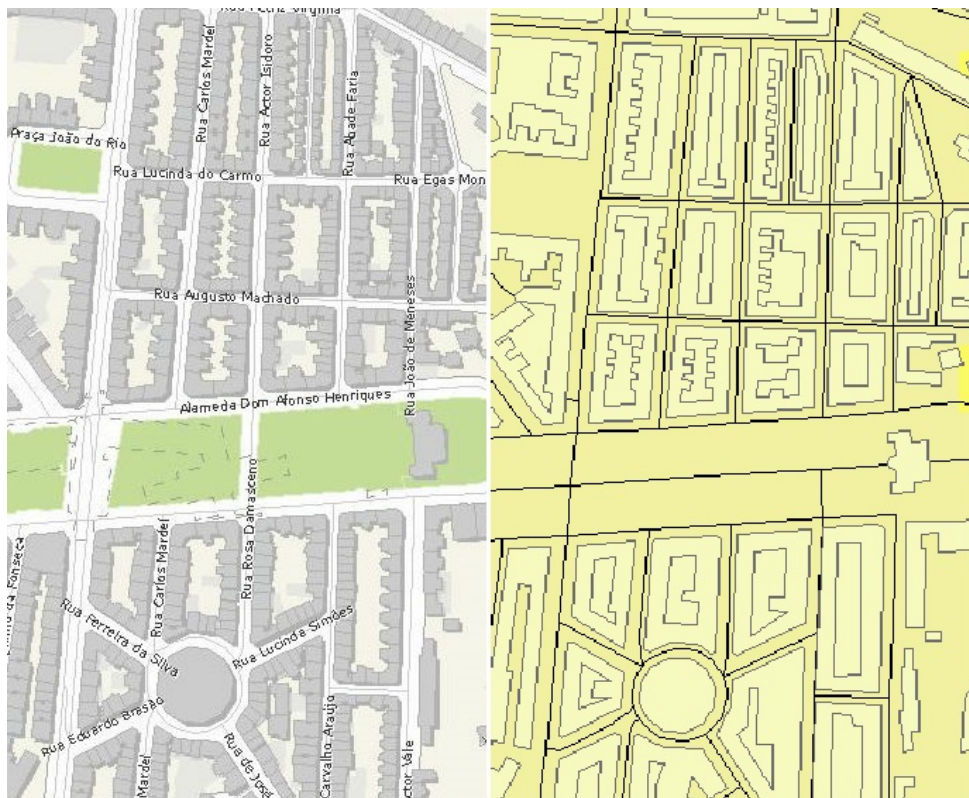 Rua Carlos Mardel
Rua Actor Isidoro
Rua Abade Faria
Praça João do Rio
Rua Lucinda do Carmo
Rua Egas Mon
Rua Augusto Machado
Rua João de Meneses
Alameda Dom Afonso Henriques
Rua Rosa Damasceno
Rua Carlos Mardel
Fonseca
Rua Ferreira da Silva
Rua Lucinda Simões
Rua Eduardo Brasão
Mardel
Rua de José
Carvalho Araújo
ctor Vale